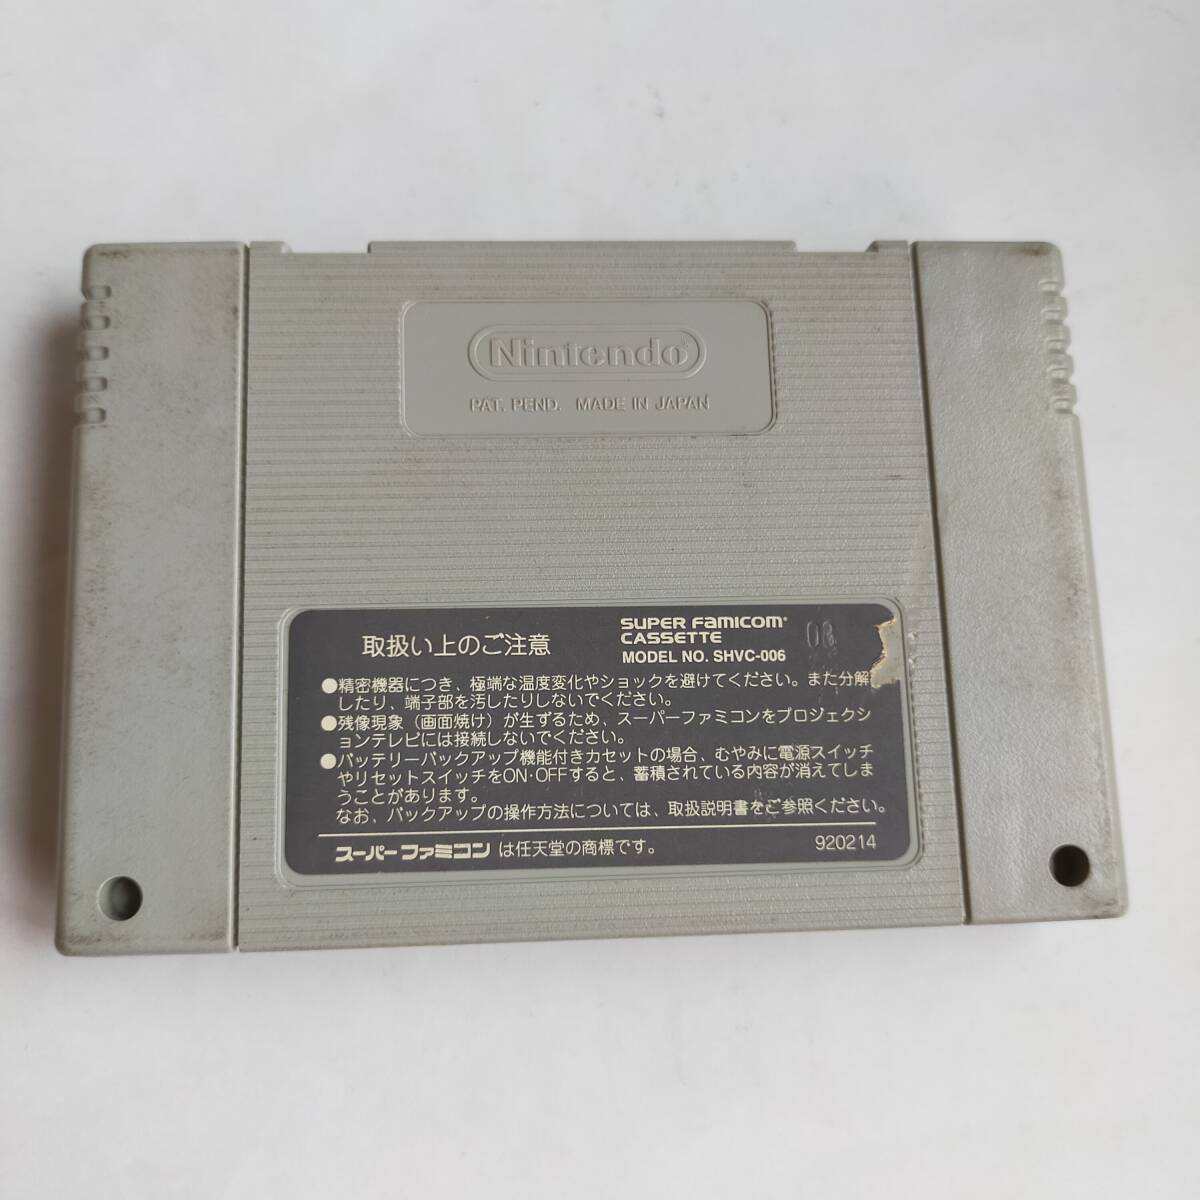 Nintendo®
PAT. PEND. MADE IN JAPAN
取扱い上のご注意
SUPER FAMICOM®
CASSETTE
MODEL NO. SHVC-006
●精密機器につき、極端な温度変化やショックを避けてください。また分解
したり、端子部を汚したりしないでください。
●残像現象（画面焼け）が生ずるため、スーパーファミコンをプロジェクシ
ョンテレビには接続しないでください。
●バッテリーバックアップ機能付きカセットの場合、むやみに電源スイッチ
やリセットスイッチをON・OFFすると、蓄積されている内容が消えてしま
うことがあります。
なお、バックアップの操作方法については、取扱説明書をご参照ください。
スーパーファミコン は任天堂の商標です。
920214